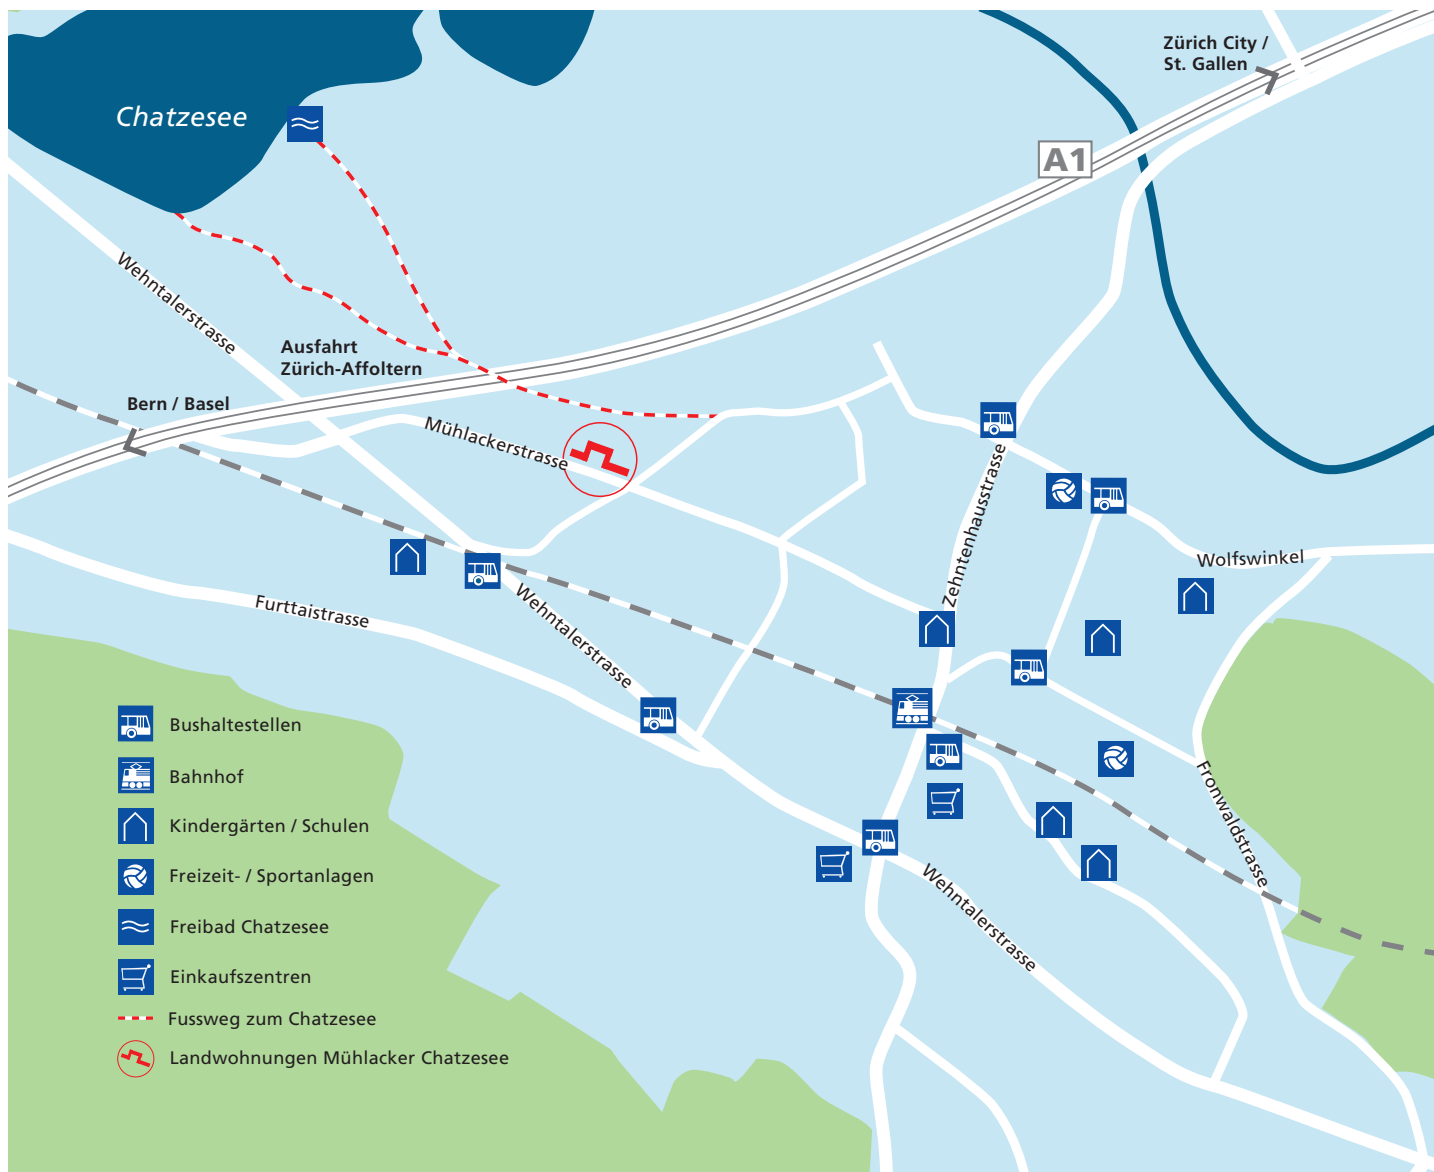 Zürich City /
St. Gallen
Chatzesee
A1
Wehntalerstrasse
Ausfahrt
Zürich-Affoltern
Bern / Basel
Mühlackerstrasse
Zehntenhausstrasse
Wolfswinkel
Furttaistrasse
Wehntalerstrasse
Fronwaldstrasse
Wehntalerstrasse
Bushaltestellen
Bahnhof
Kindergärten / Schulen
Freizeit- / Sportanlagen
Freibad Chatzesee
Einkaufszentren
Fussweg zum Chatzesee
Landwohnungen Mühlacker Chatzesee